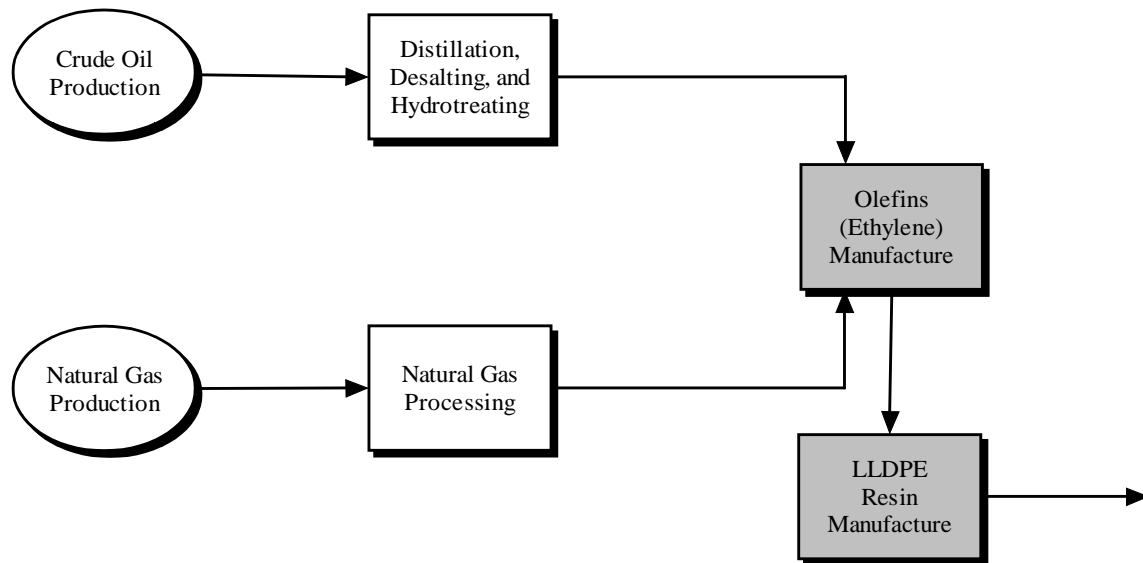 Crude Oil
Production
Distillation,
Desalting, and
Hydrotreating
Olefins
(Ethylene)
Manufacture
Natural Gas
Production
Natural Gas
Processing
LLDPE
Resin
Manufacture